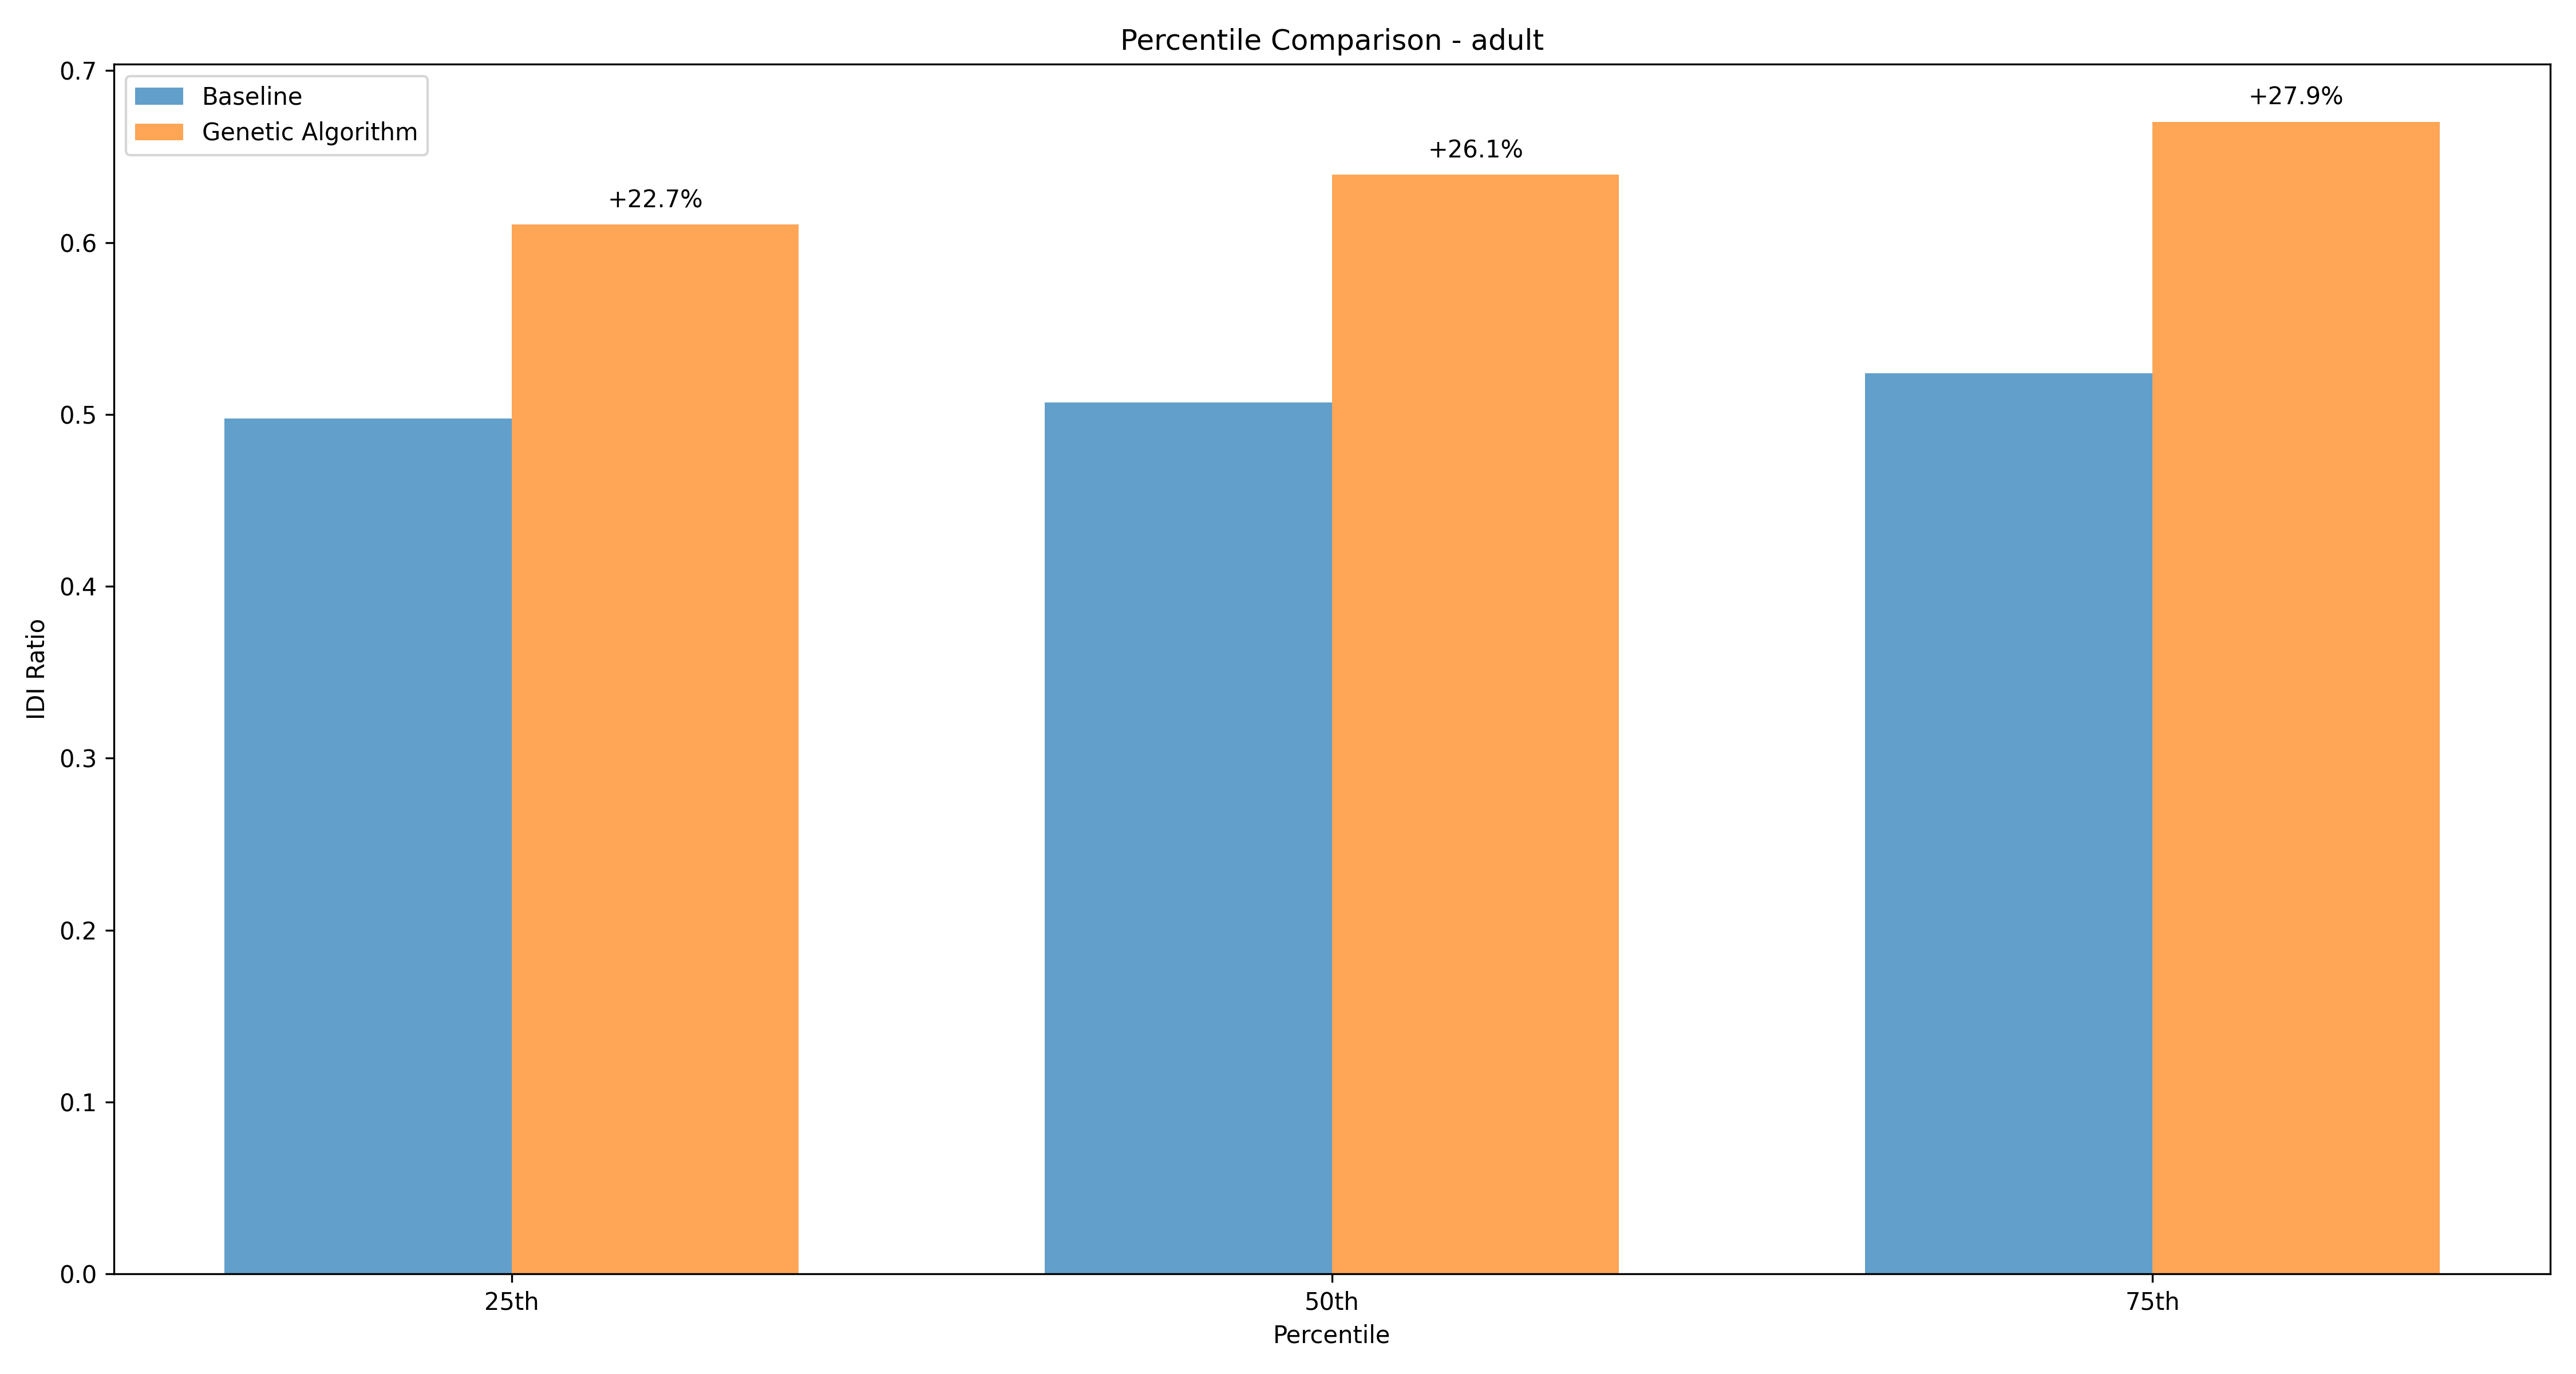 Percentile Comparison - adult
Baseline
Genetic Algorithm
+22.7%
+26.1%
+27.9%
IDI Ratio
0.7
0.6
0.5
0.4
0.3
0.2
0.1
0.0
25th
50th
75th
Percentile